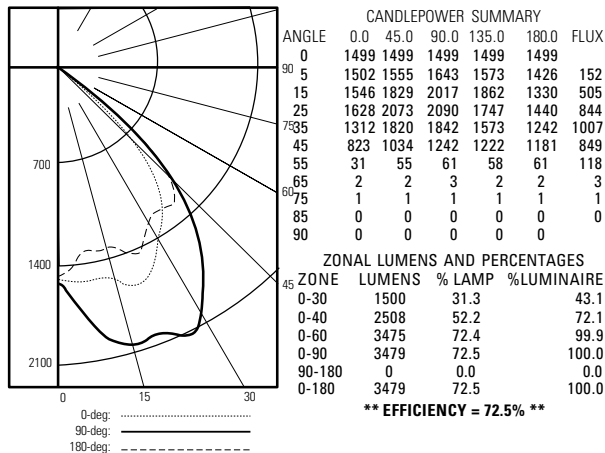 CANDLEPOWER SUMMARY
ANGLE 0.0 45.0 90.0 135.0 180.0 FLUX
0 1499 1499 1499 1499 1499
5 1502 1555 1643 1573 1426 152
15 1546 1829 2017 1862 1330 505
25 1628 2073 2090 1747 1440 844
35 1312 1820 1842 1573 1242 1007
45 823 1034 1242 1222 1181 849
55 31 55 61 58 61 118
65 2 2 3 2 2 3
75 1 1 1 1 1 1
85 0 0 0 0 0 0
90 0 0 0 0 0
ZONAL LUMENS AND PERCENTAGES
ZONE LUMENS % LAMP %LUMINAIRE
0-30 1500 31.3 43.1
0-40 2508 52.2 72.1
0-60 3475 72.4 99.9
0-90 3479 72.5 100.0
90-180 0 0.0 0.0
0-180 3479 72.5 100.0
** EFFICIENCY = 72.5% **
90
75
700
60
1400
45
2100
0 15 30
0-deg:
90-deg:
180-deg: